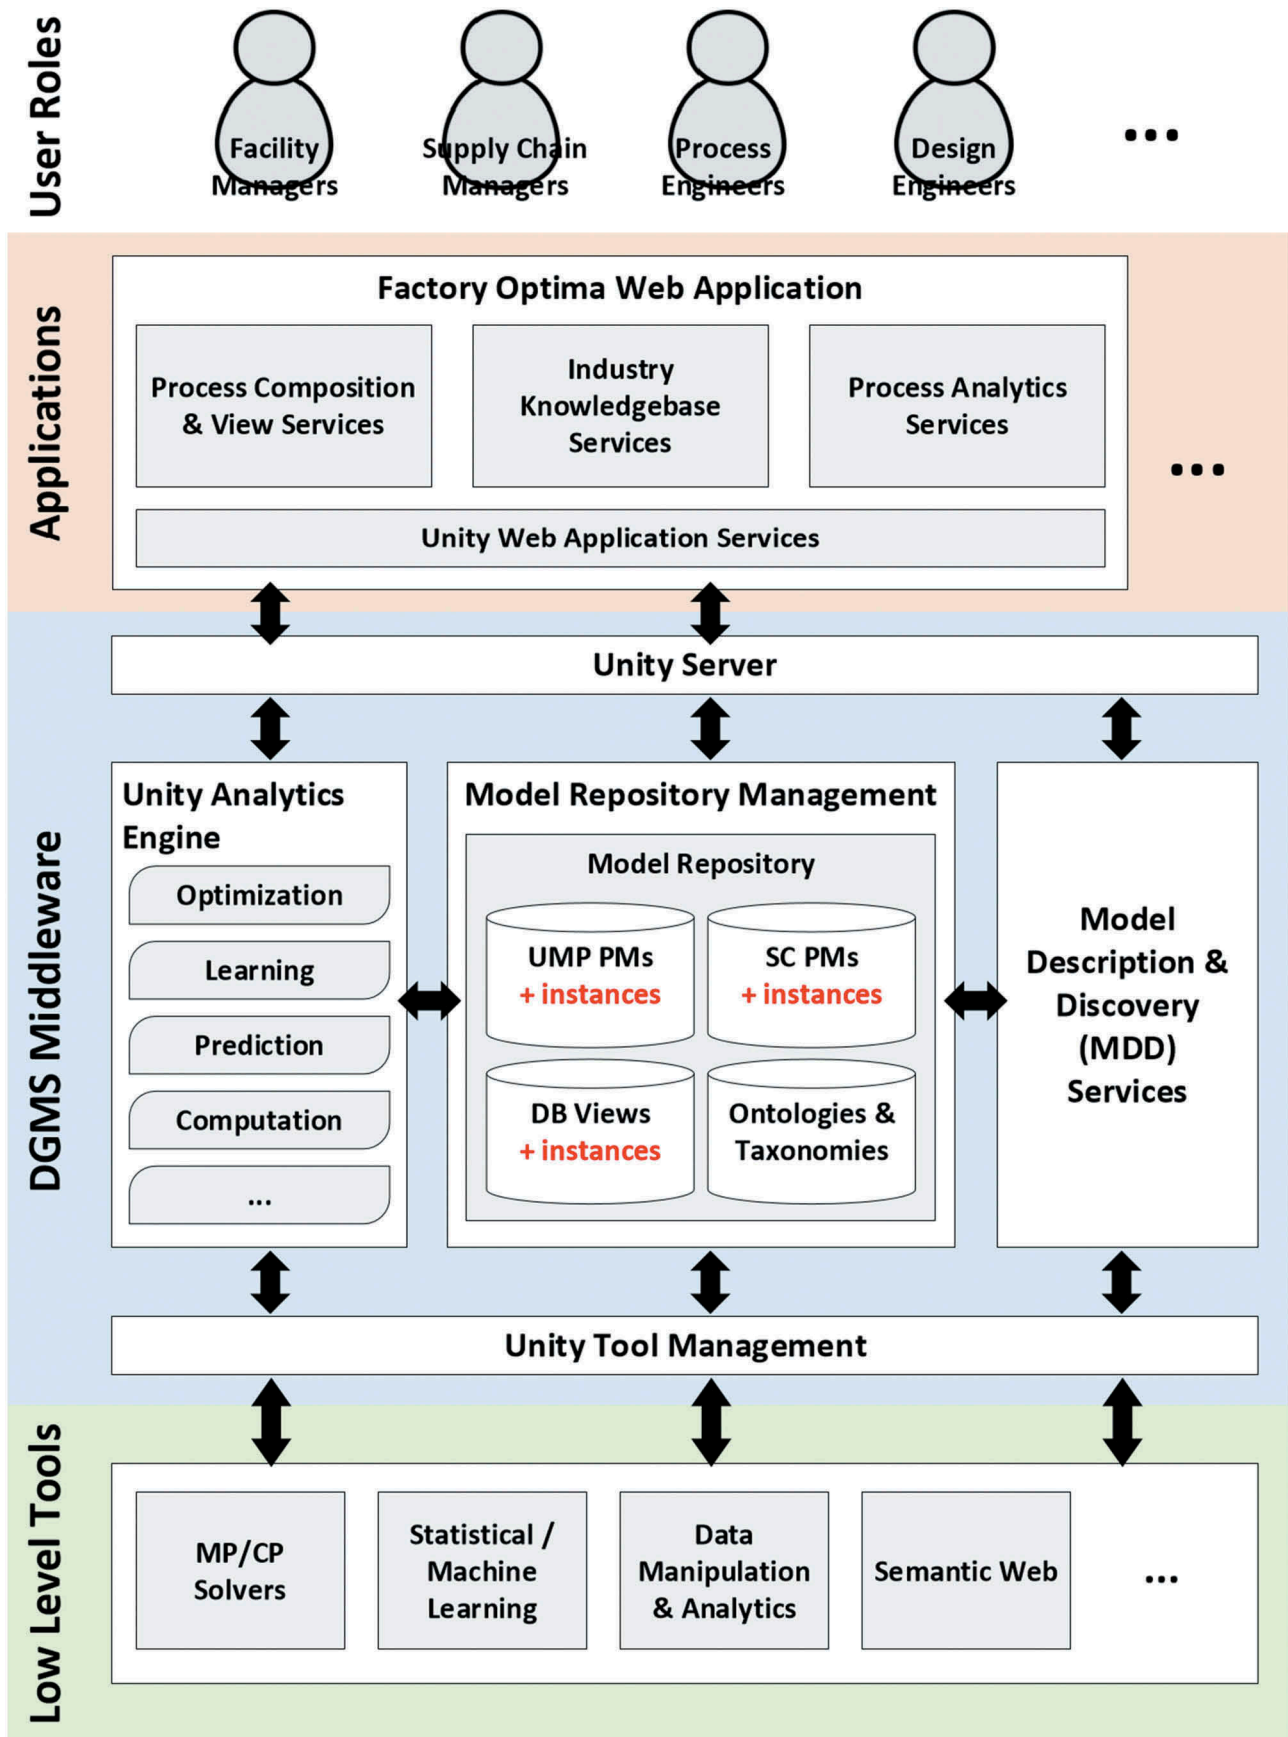 User Roles
Facility
Managers
Supply Chain
Managers
Process
Engineers
Design
Engineers
...
Applications
Factory Optima Web Application
Process Composition
& View Services
Industry
Knowledgebase
Services
Process Analytics
Services
...
Unity Web Application Services
DGMS Middleware
Unity Server
Unity Analytics
Engine
Optimization
Learning
Prediction
Computation
...
Model Repository Management
Model Repository
UMP PMs
+ instances
SC PMs
+ instances
DB Views
+ instances
Ontologies &
Taxonomies
Model
Description &
Discovery
(MDD)
Services
Unity Tool Management
Low Level Tools
MP/CP
Solvers
Statistical /
Machine
Learning
Data
Manipulation
& Analytics
Semantic Web
...